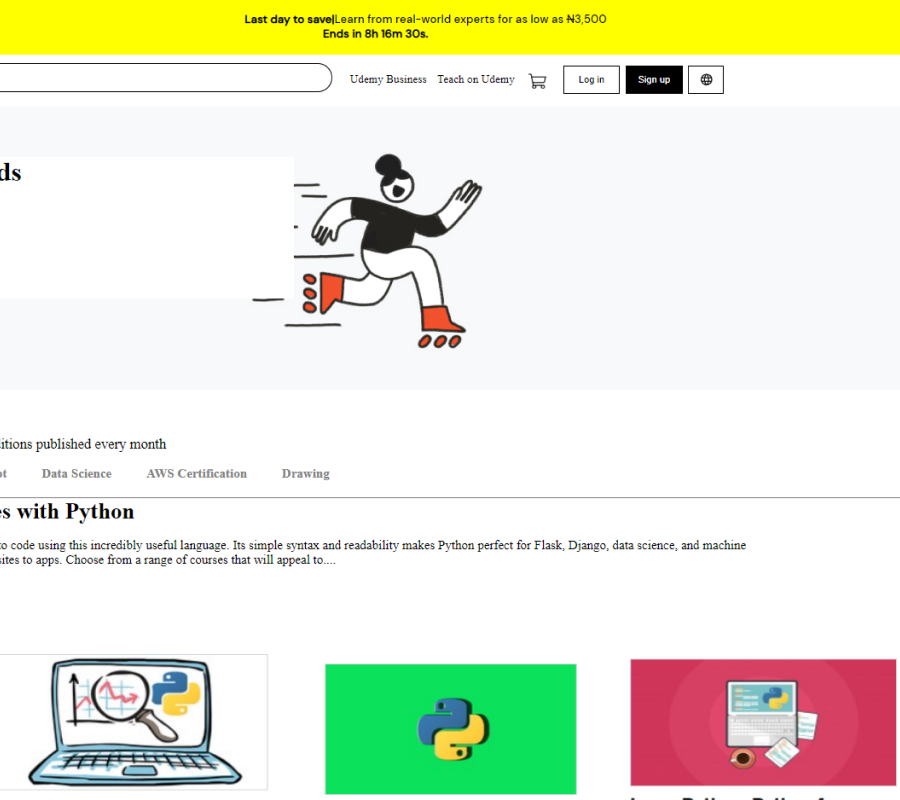 Last day to save|Learn from real-world experts for as low as ₦3,500
Ends in 8h 16m 30s.
Udemy Business Teach on Udemy Log in Sign up
ds
itions published every month
Data Science AWS Certification Drawing
es with Python
to code using this incredibly useful language. Its simple syntax and readability makes Python perfect for Flask, Django, data science, and machine
sites to apps. Choose from a range of courses that will appeal to....